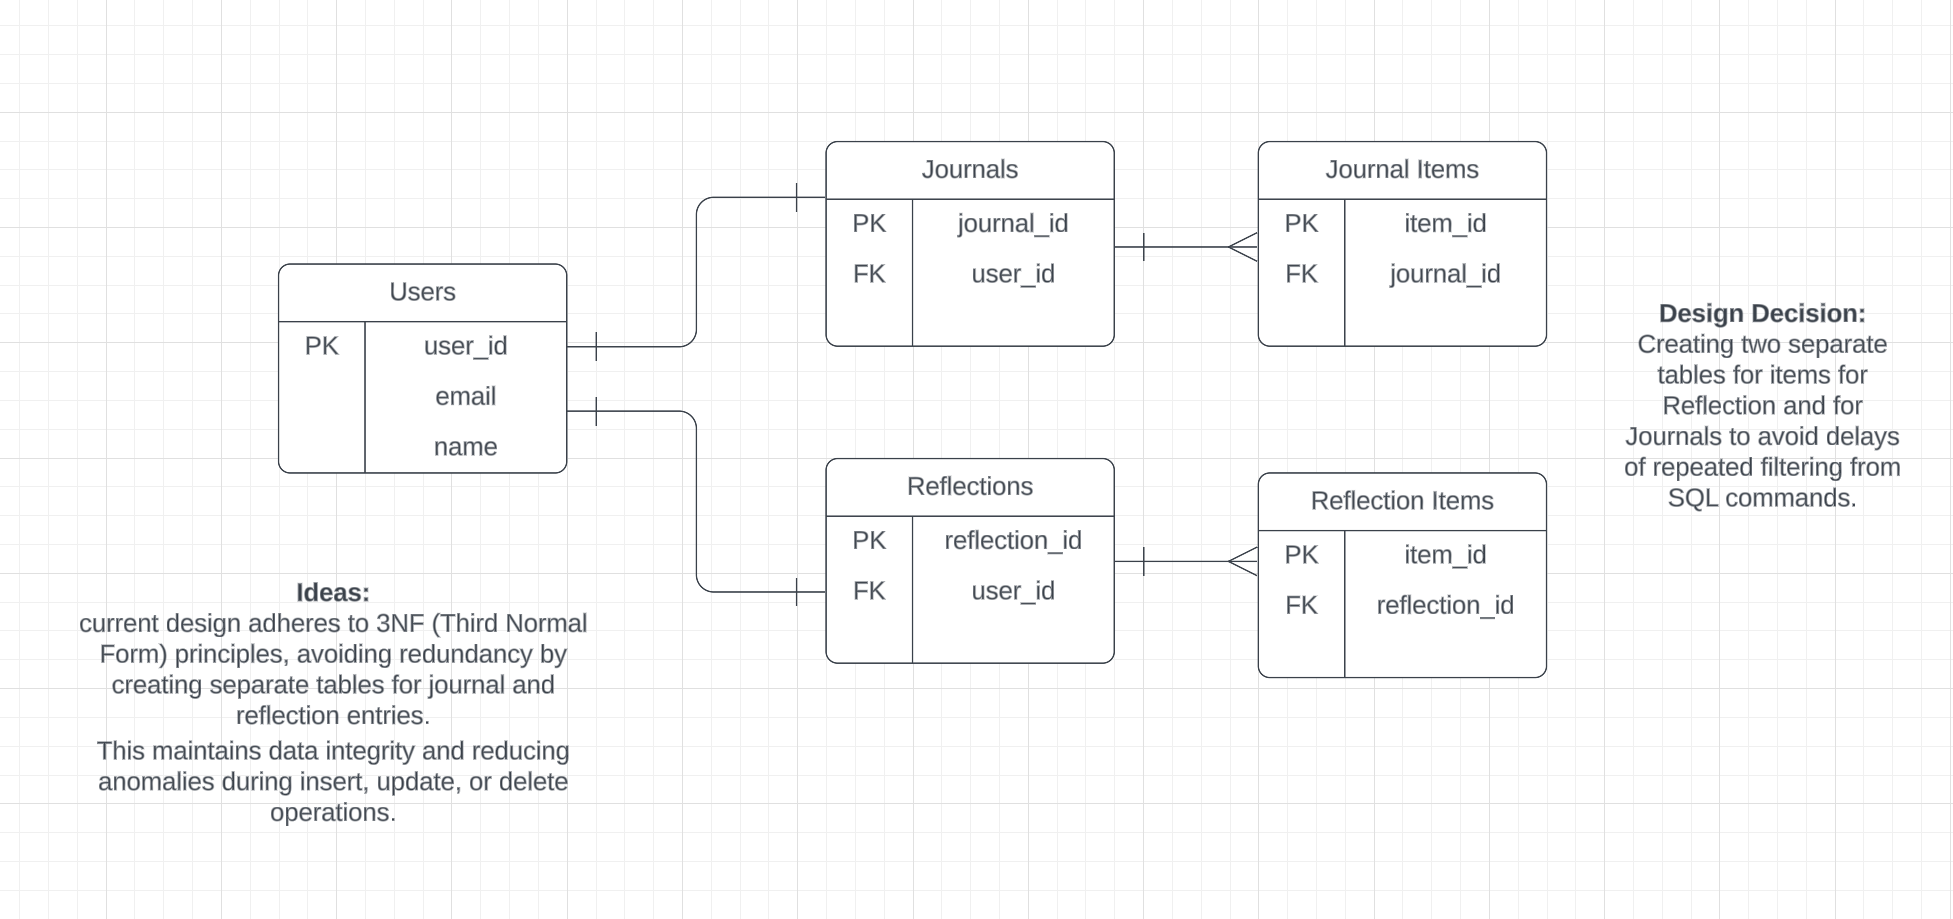 Journals
PK journal_id
FK user_id
Journal Items
PK item_id
FK journal_id
Users
PK user_id
email
name
Reflections
PK reflection_id
FK user_id
Reflection Items
PK item_id
FK reflection_id
Design Decision:
Creating two separate
tables for items for
Reflection and for
Journals to avoid delays
of repeated filtering from
SQL commands.
Ideas:
current design adheres to 3NF (Third Normal
Form) principles, avoiding redundancy by
creating separate tables for journal and
reflection entries.
This maintains data integrity and reducing
anomalies during insert, update, or delete
operations.